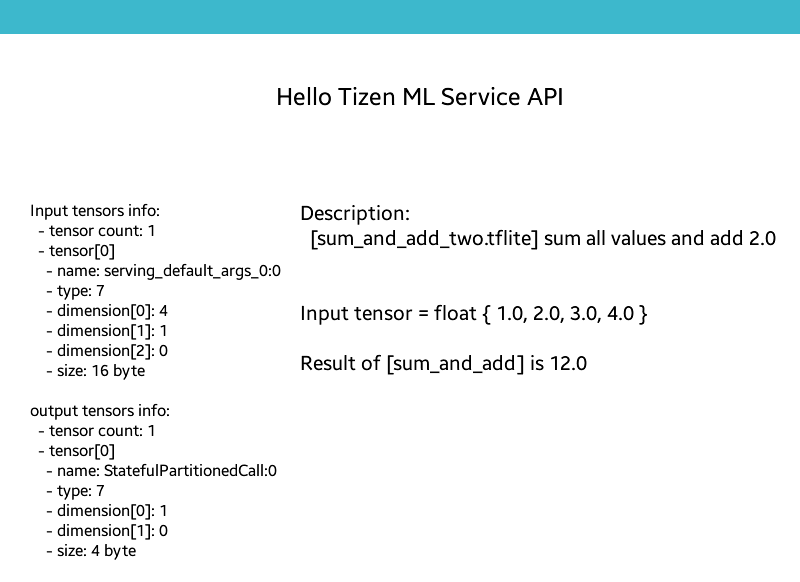 Hello Tizen ML Service API
Input tensors info:
- tensor count: 1
- tensor[0]
- name: serving_default_args_0:0
- type: 7
- dimension[0]: 4
- dimension[1]: 1
- dimension[2]: 0
- size: 16 byte
output tensors info:
- tensor count: 1
- tensor[0]
- name: StatefulPartitionedCall:0
- type: 7
- dimension[0]: 1
- dimension[1]: 0
- size: 4 byte
Description:
[sum_and_add_two.tflite] sum all values and add 2.0
Input tensor = float { 1.0, 2.0, 3.0, 4.0 }
Result of [sum_and_add] is 12.0